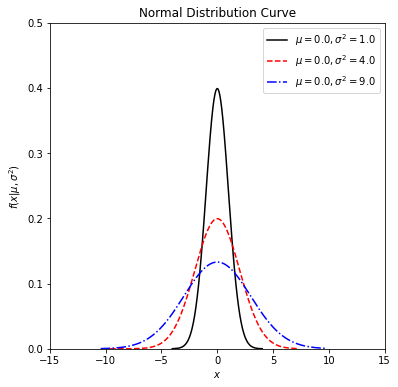 Normal Distribution Curve
μ = 0.0, σ² = 1.0
μ = 0.0, σ² = 4.0
μ = 0.0, σ² = 9.0
f(x|μ, σ²)
0.5
0.4
0.3
0.2
0.1
0.0
−15 −10 −5 0 5 10 15
x